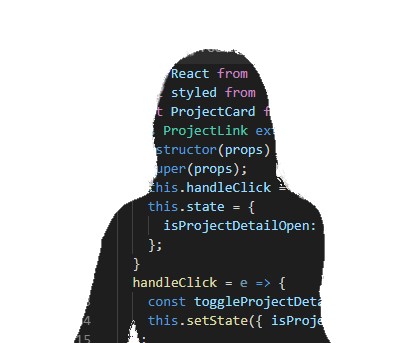 React from
styled from
t ProjectCard f
ProjectLink ex
structor(props)
uper(props);
this.handleClick =
this.state = {
isProjectDetailOpen:
};
}
handleClick = e => {
const toggleProjectDeta
4 this.setState({ isProje
15 ;